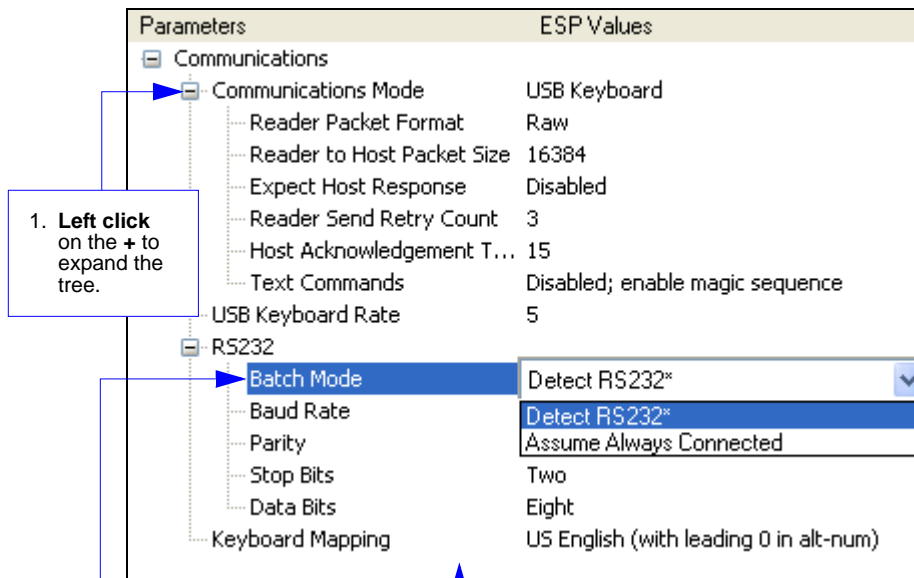 Parameters ESP Values
Communications
Communications Mode USB Keyboard
Reader Packet Format Raw
Reader to Host Packet Size 16384
Expect Host Response Disabled
Reader Send Retry Count 3
Host Acknowledgement T... 15
Text Commands Disabled; enable magic sequence
USB Keyboard Rate 5
RS232
Batch Mode Detect RS232*
Baud Rate Detect RS232*
Parity Assume Always Connected
Stop Bits Two
Data Bits Eight
Keyboard Mapping US English (with leading 0 in alt-num)
1. Left click
on the + to
expand the
tree.